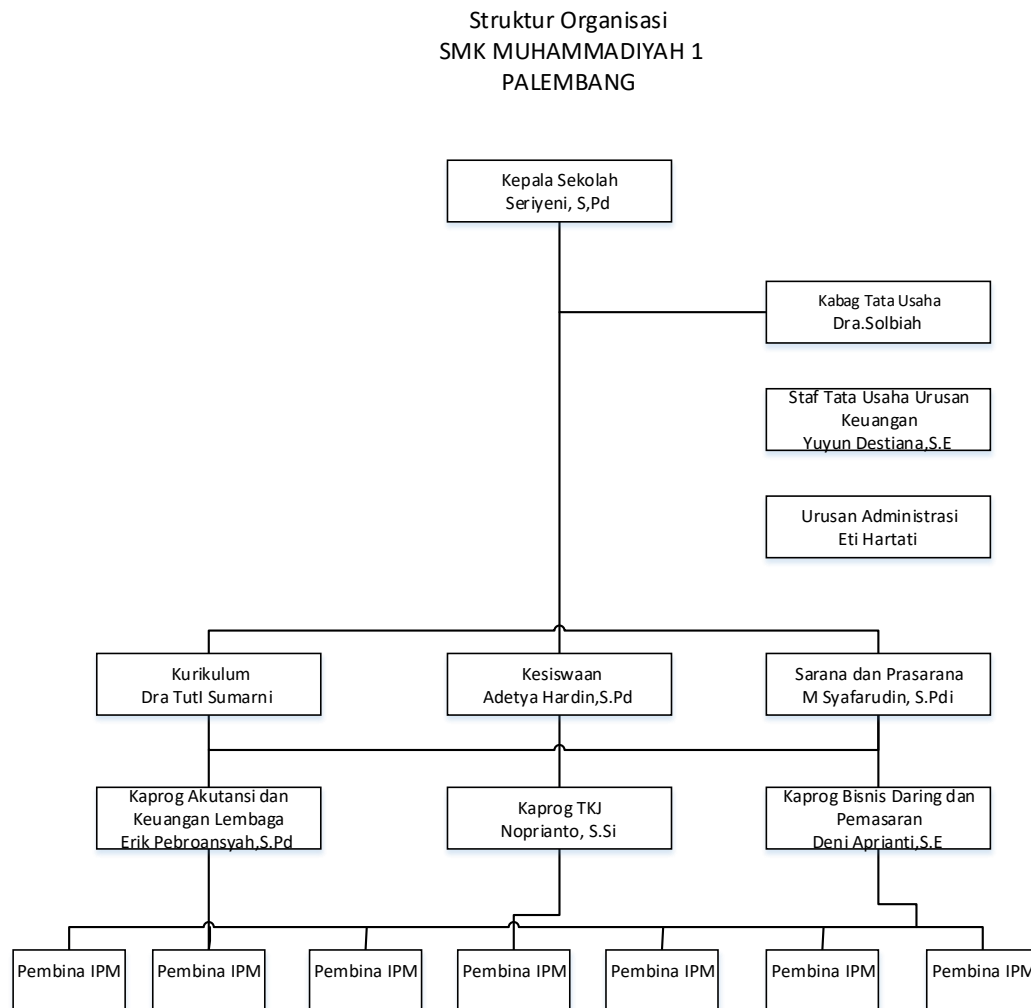 Struktur Organisasi
SMK MUHAMMADIYAH 1
PALEMBANG
Kepala Sekolah
Seriyeni, S,Pd
Kabag Tata Usaha
Dra.Solbiah
Staf Tata Usaha Urusan
Keuangan
Yuyun Destiana,S.E
Urusan Administrasi
Eti Hartati
Kurikulum
Dra TutI Sumarni
Kesiswaan
Adetya Hardin,S.Pd
Sarana dan Prasarana
M Syafarudin, S.Pdi
Kaprog Akutansi dan
Keuangan Lembaga
Erik Pebroansyah,S.Pd
Kaprog TKJ
Noprianto, S.Si
Kaprog Bisnis Daring dan
Pemasaran
Deni Aprianti,S.E
Pembina IPM
Pembina IPM
Pembina IPM
Pembina IPM
Pembina IPM
Pembina IPM
Pembina IPM